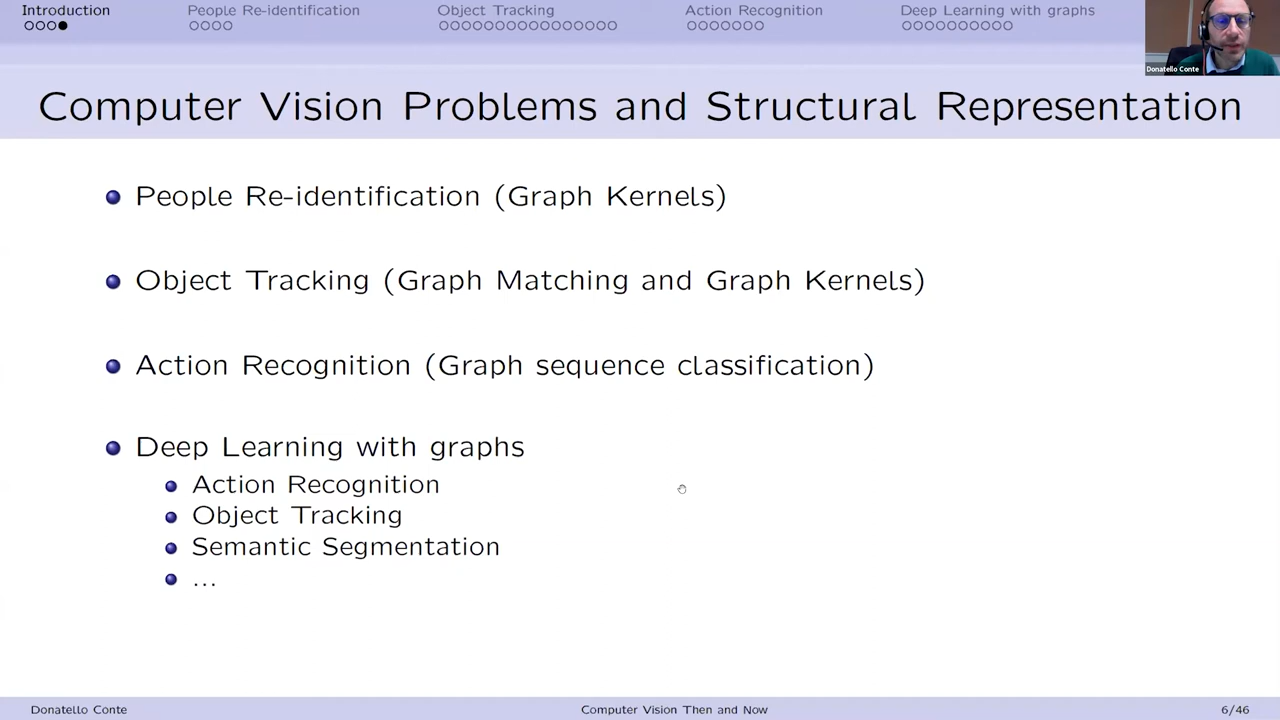 Introduction
People Re-identification
Object Tracking
Action Recognition
Deep Learning with graphs
Donatello Conte
Computer Vision Problems and Structural Representation
People Re-identification (Graph Kernels)
Object Tracking (Graph Matching and Graph Kernels)
Action Recognition (Graph sequence classification)
Deep Learning with graphs
Action Recognition
Object Tracking
Semantic Segmentation
...
Donatello Conte
Computer Vision Then and Now
6/46